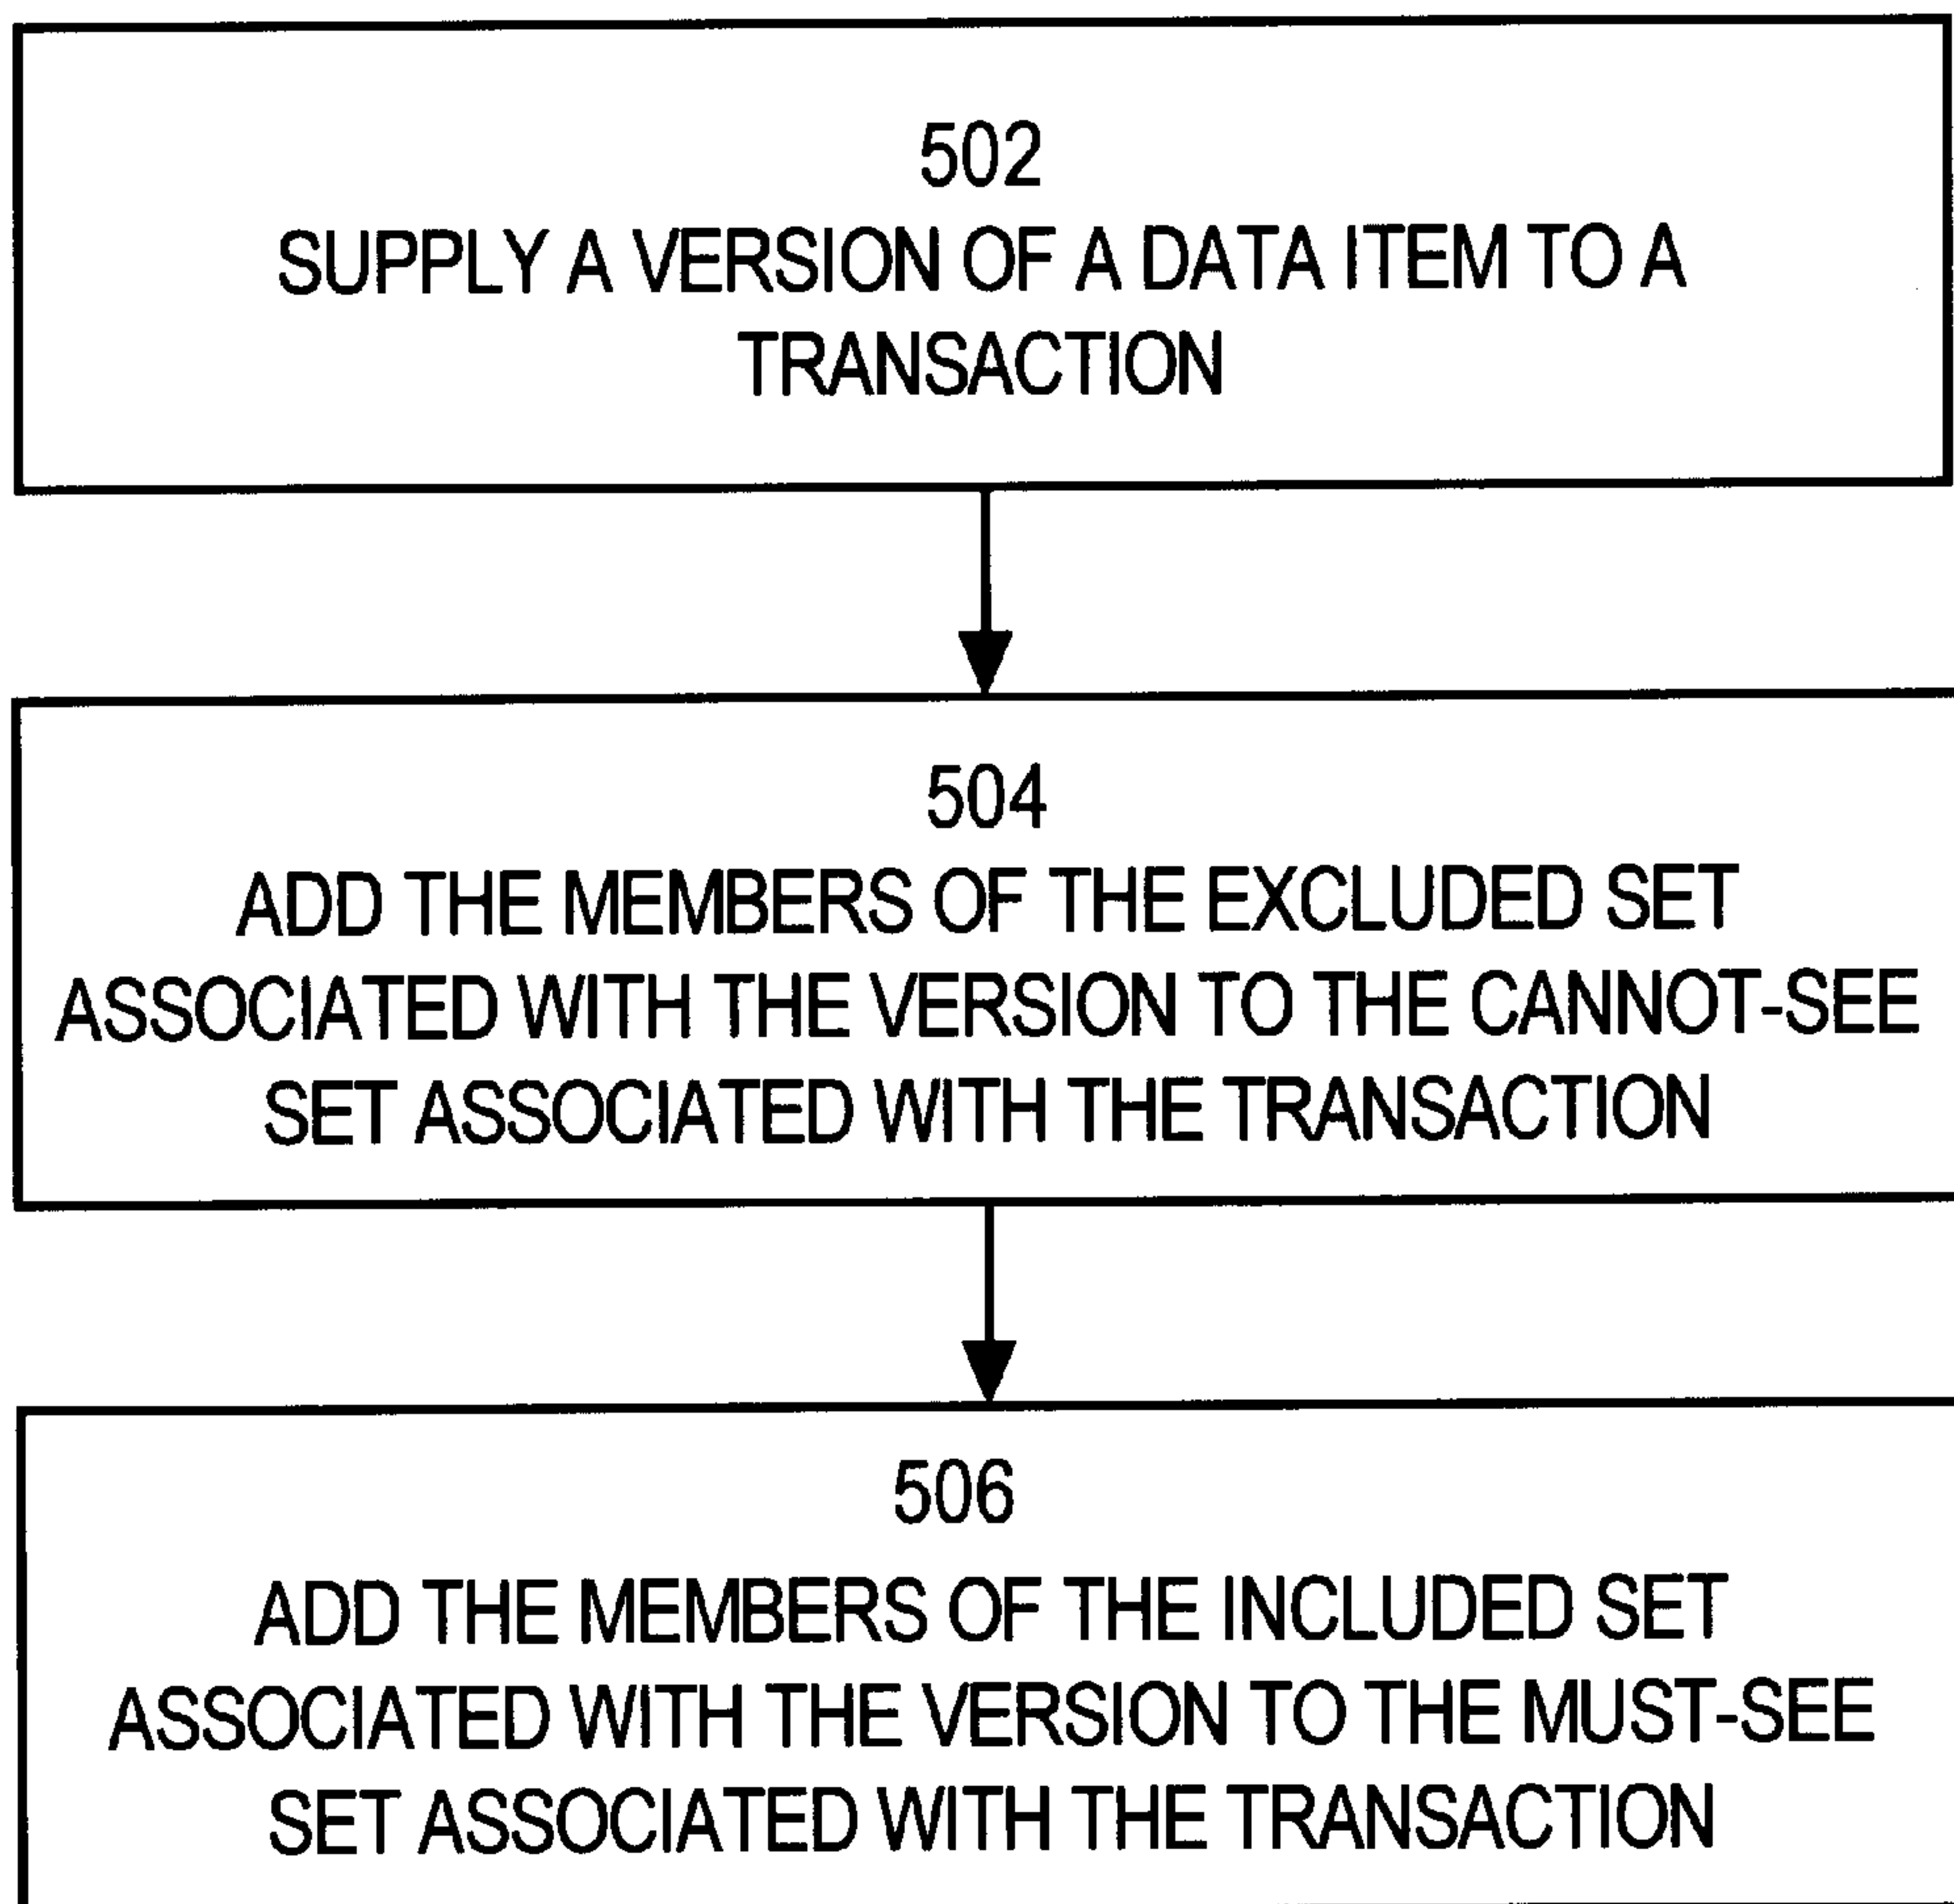 502
SUPPLY A VERSION OF A DATA ITEM TO A
TRANSACTION
504
ADD THE MEMBERS OF THE EXCLUDED SET
ASSOCIATED WITH THE VERSION TO THE CANNOT-SEE
SET ASSOCIATED WITH THE TRANSACTION
506
ADD THE MEMBERS OF THE INCLUDED SET
ASSOCIATED WITH THE VERSION TO THE MUST-SEE
SET ASSOCIATED WITH THE TRANSACTION